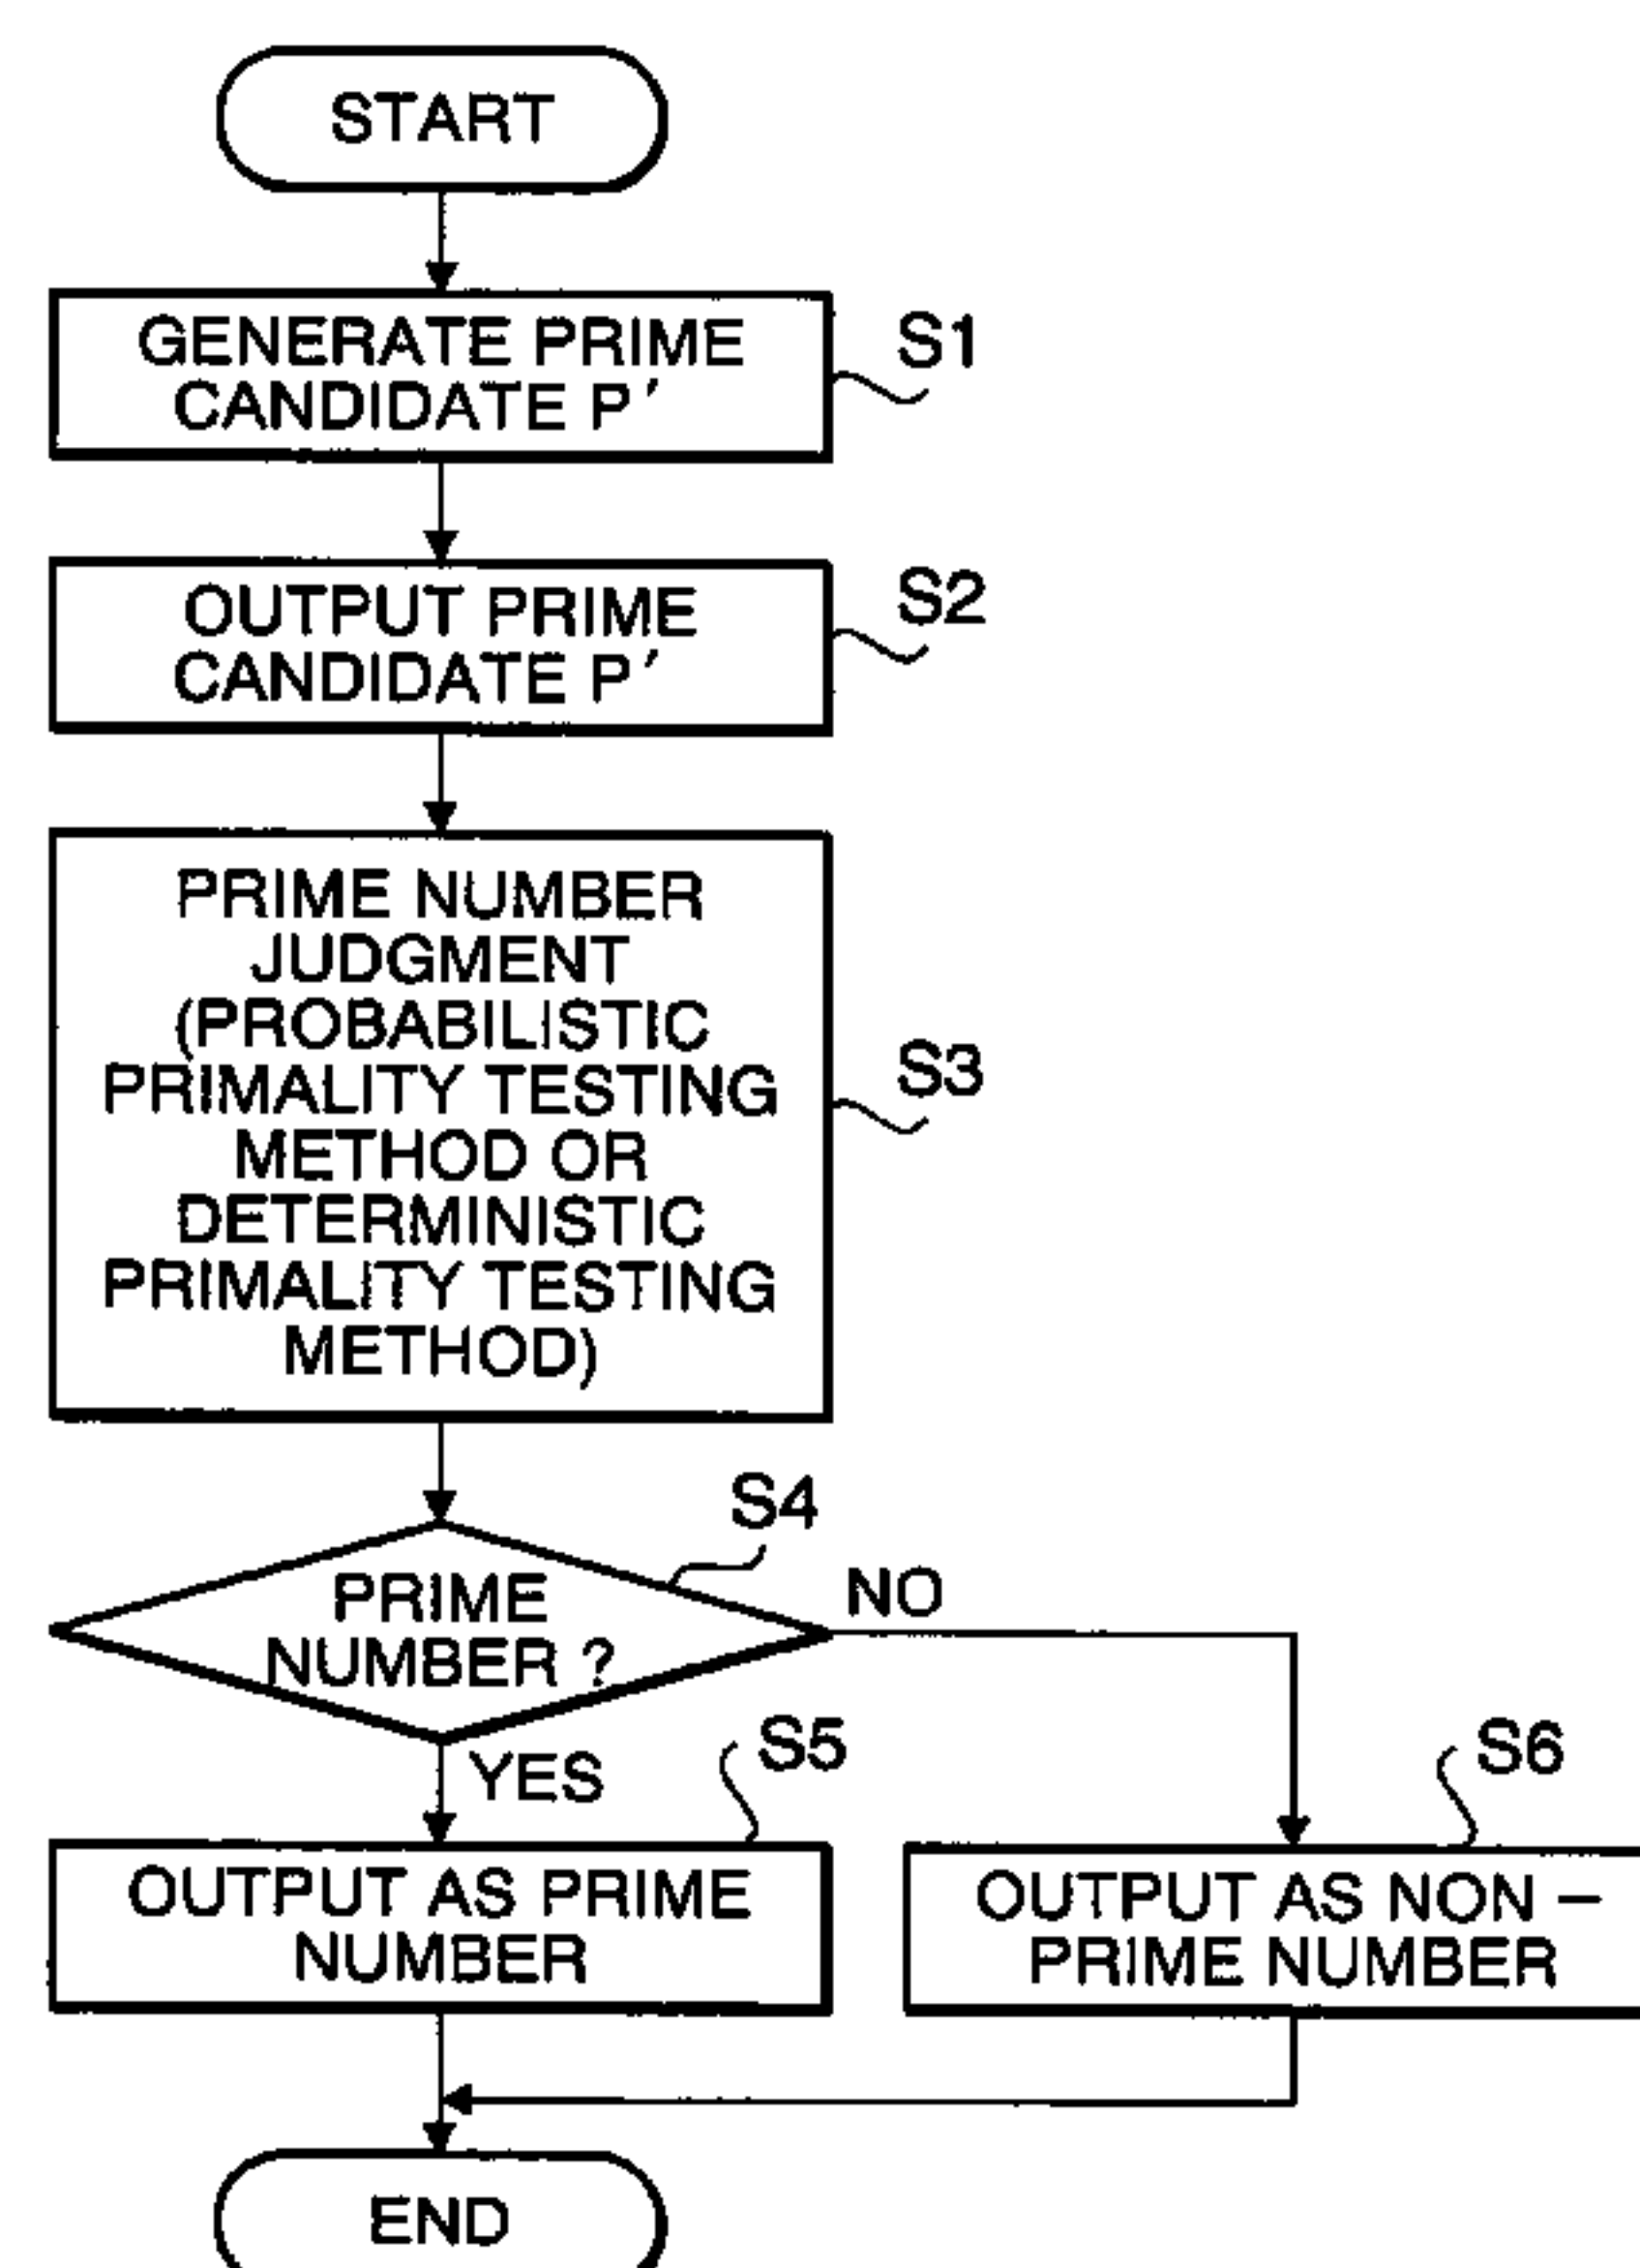 START
GENERATE PRIME
CANDIDATE P′
S1
OUTPUT PRIME
CANDIDATE P′
S2
PRIME NUMBER
JUDGMENT
(PROBABILISTIC
PRIMALITY TESTING
METHOD OR
DETERMINISTIC
PRIMALITY TESTING
METHOD)
S3
S4
PRIME
NUMBER ?
NO
YES
S5
OUTPUT AS PRIME
NUMBER
S6
OUTPUT AS NON –
PRIME NUMBER
END